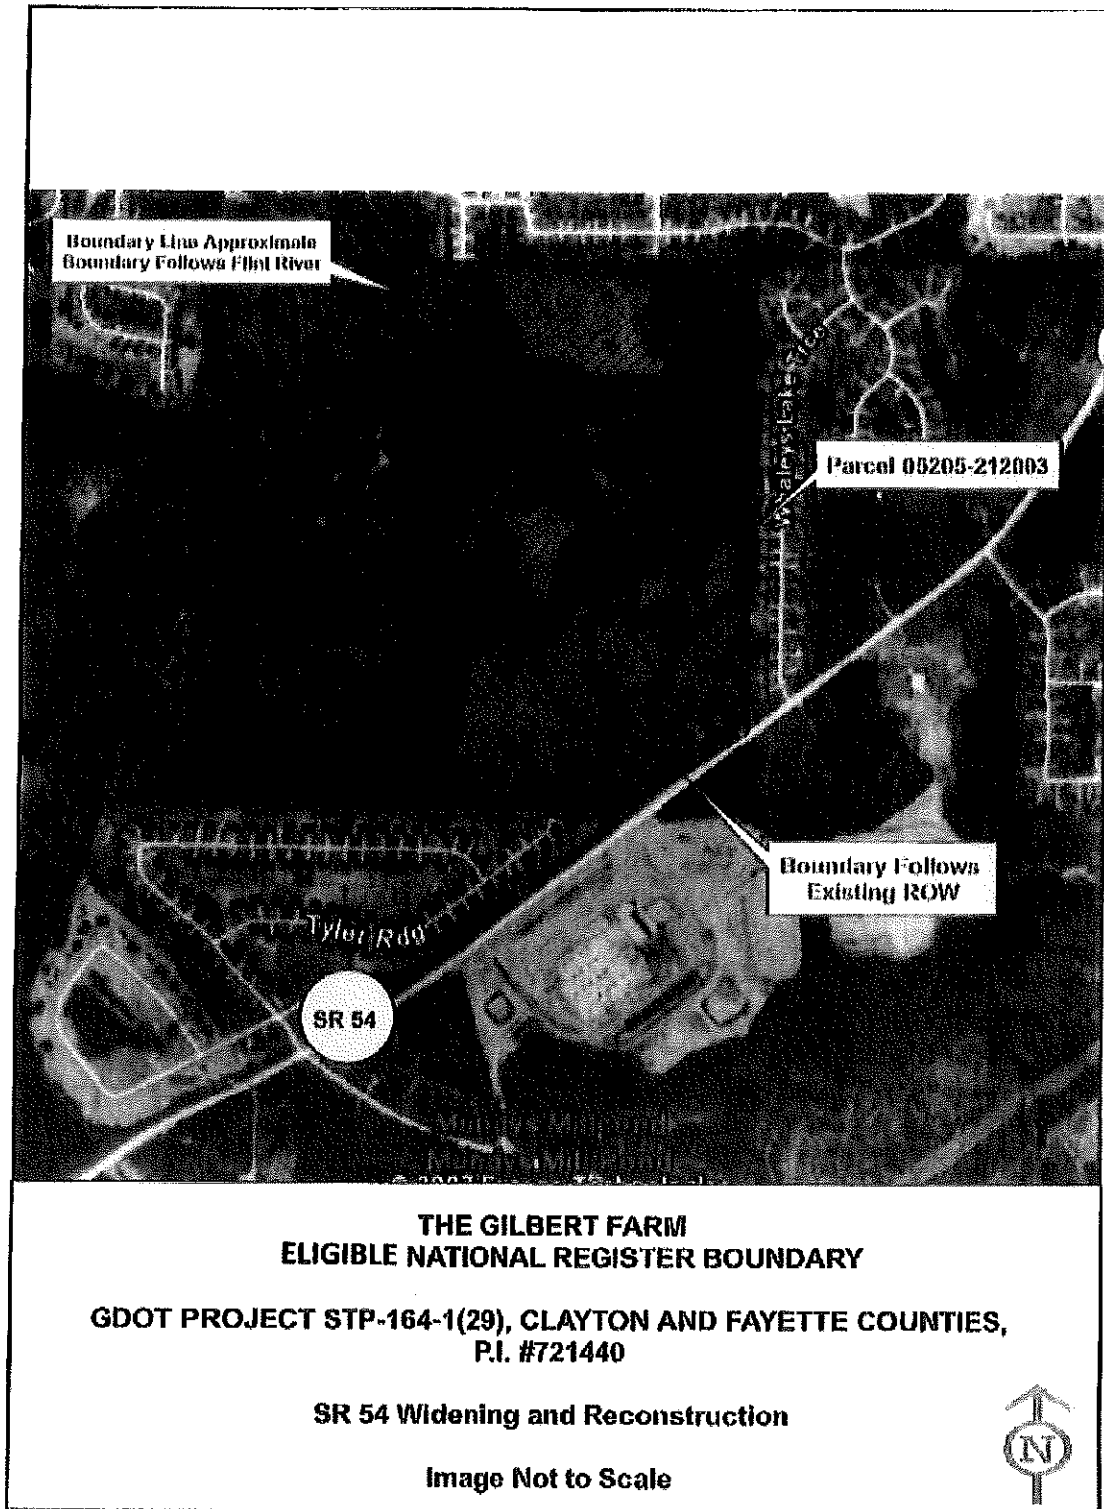 Boundary Line Approximate
Boundary Follows Flint River
Parcel 05205-212003
Boundary Follows
Existing ROW
Tyler Rdg
SR 54
THE GILBERT FARM
ELIGIBLE NATIONAL REGISTER BOUNDARY
GDOT PROJECT STP-164-1(29), CLAYTON AND FAYETTE COUNTIES,
P.I. #721440
SR 54 Widening and Reconstruction
Image Not to Scale
N